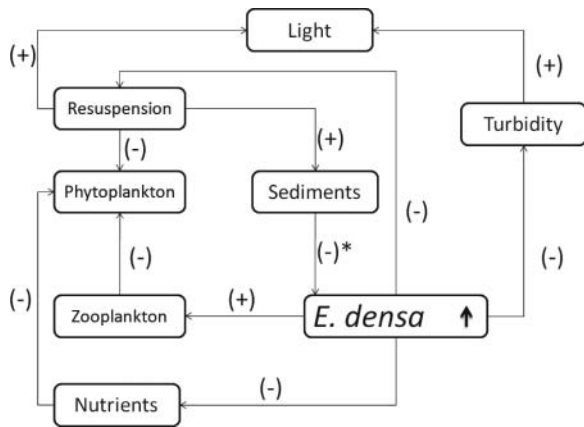 Light
(+)
(+)
Resuspension
Turbidity
(-)
(+)
Phytoplankton
Sediments
(-)
(-)*
(-)
(-)
(-)
Zooplankton
(+)
E. densa ↑
(-)
Nutrients